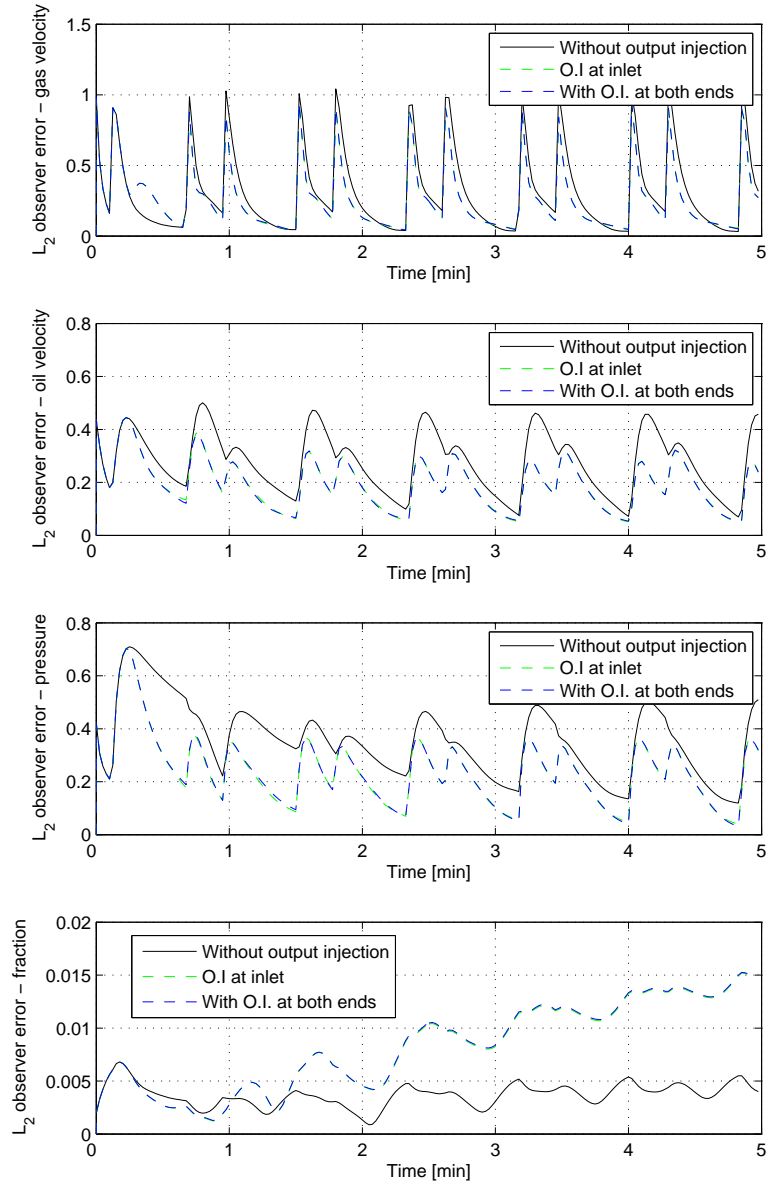 1.5
1
0.5
0
0 1 2 3 4 5
Time [min]
L2 observer error − gas velocity
Without output injection
O.I at inlet
With O.I. at both ends
0.8
0.6
0.4
0.2
0
0 1 2 3 4 5
Time [min]
L2 observer error − oil velocity
Without output injection
O.I at inlet
With O.I. at both ends
0.8
0.6
0.4
0.2
0
0 1 2 3 4 5
Time [min]
L2 observer error − pressure
Without output injection
O.I at inlet
With O.I. at both ends
0.02
0.015
0.01
0.005
0
0 1 2 3 4 5
Time [min]
L2 observer error − fraction
Without output injection
O.I at inlet
With O.I. at both ends